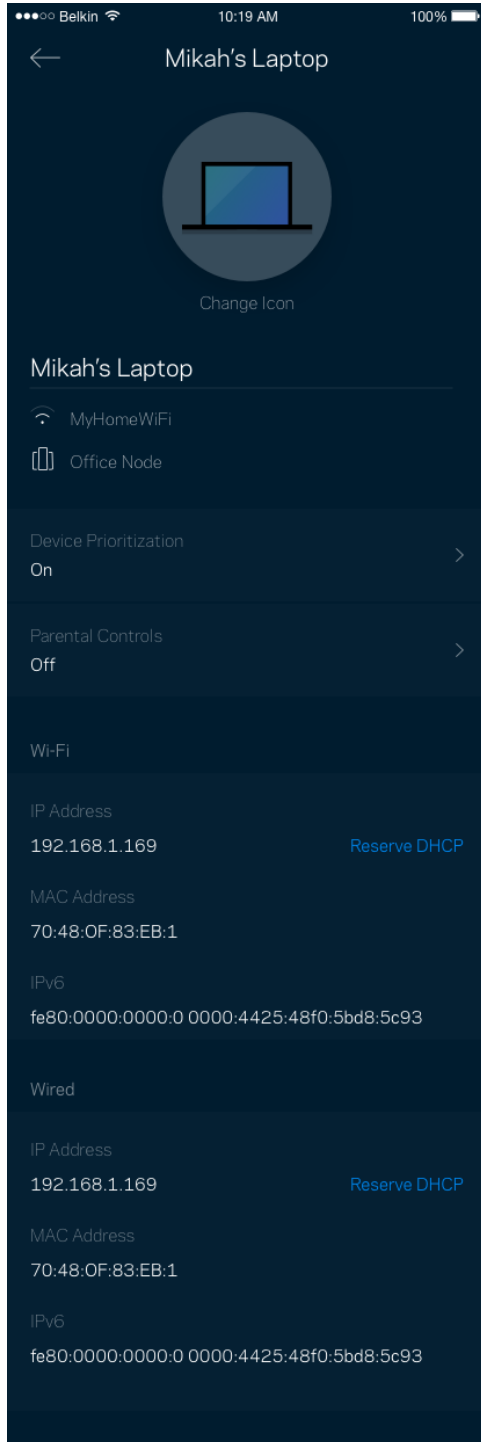 Belkin 10:19 AM 100%
Mikah's Laptop
Change Icon
Mikah's Laptop
MyHomeWiFi
Office Node
Device Prioritization
On
Parental Controls
Off
Wi-Fi
IP Address
192.168.1.169 Reserve DHCP
MAC Address
70:48:0F:83:EB:1
IPv6
fe80:0000:0000:0 0000:4425:48f0:5bd8:5c93
Wired
IP Address
192.168.1.169 Reserve DHCP
MAC Address
70:48:0F:83:EB:1
IPv6
fe80:0000:0000:0 0000:4425:48f0:5bd8:5c93